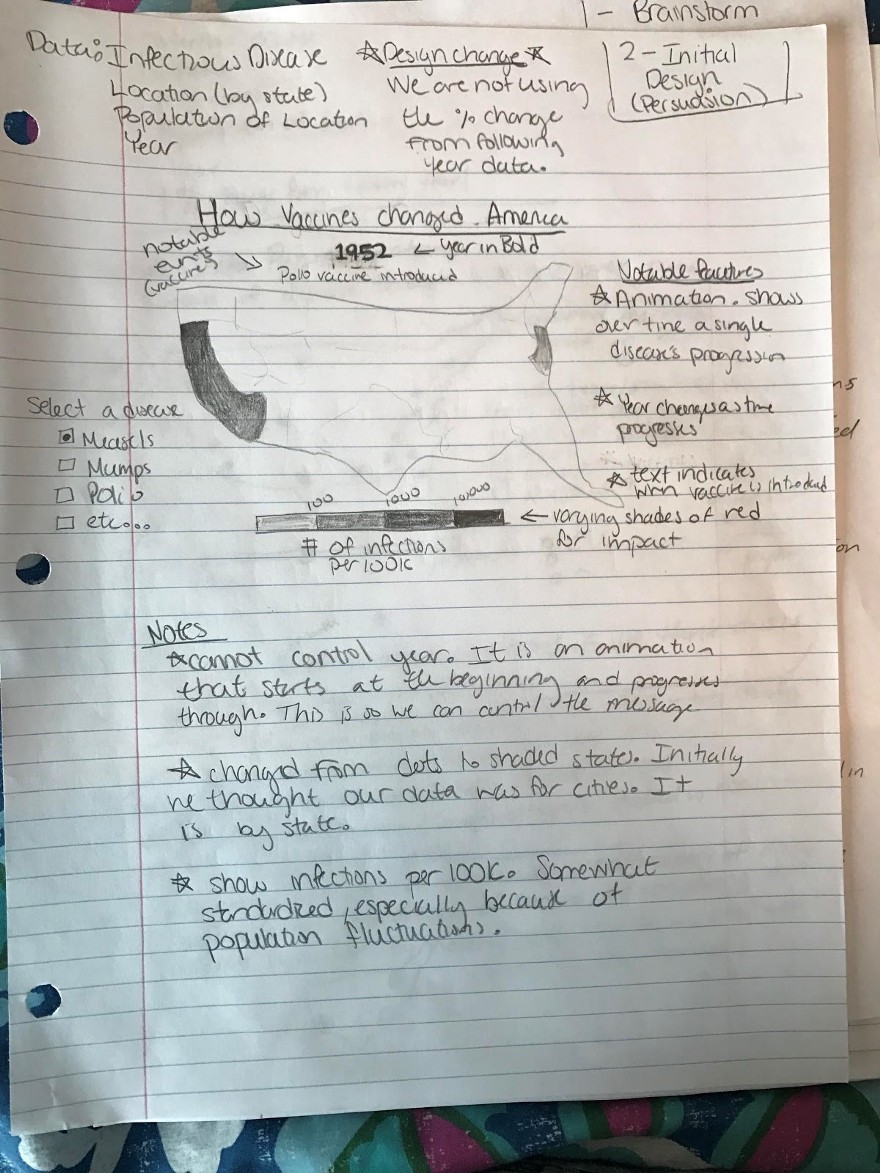 1 - Brainstorm
Data: Infectious Disease
Location (by state)
Population of Location
Year
☆Design change☆
We are not using
the % change
from following
year data.
2 - Initial
Design
(Persuasion)
How Vaccines changed America
notable
(vaccines)
1952 ← year in Bold
Polio vaccine introduced
Notable features
☆ Animation. shows
over time a single
disease's progression
☆ Year changes as time
progresses
☆ text indicates
when vaccine is introduced
Select a disease
Measels
Mumps
Polio
etc...
100 1000 10,000
# of infections
per 100K
← varying shades of red
for impact
ns
ed
on
in
Notes
☆cannot control year. It is an animation
that starts at the beginning and progresses
through. This is so we can control the message
☆ changed from dots to shaded states. Initially
we thought our data was for cities. It
is by state.
☆ show infections per 100K. Somewhat
standardized, especially because of
population fluctuations.